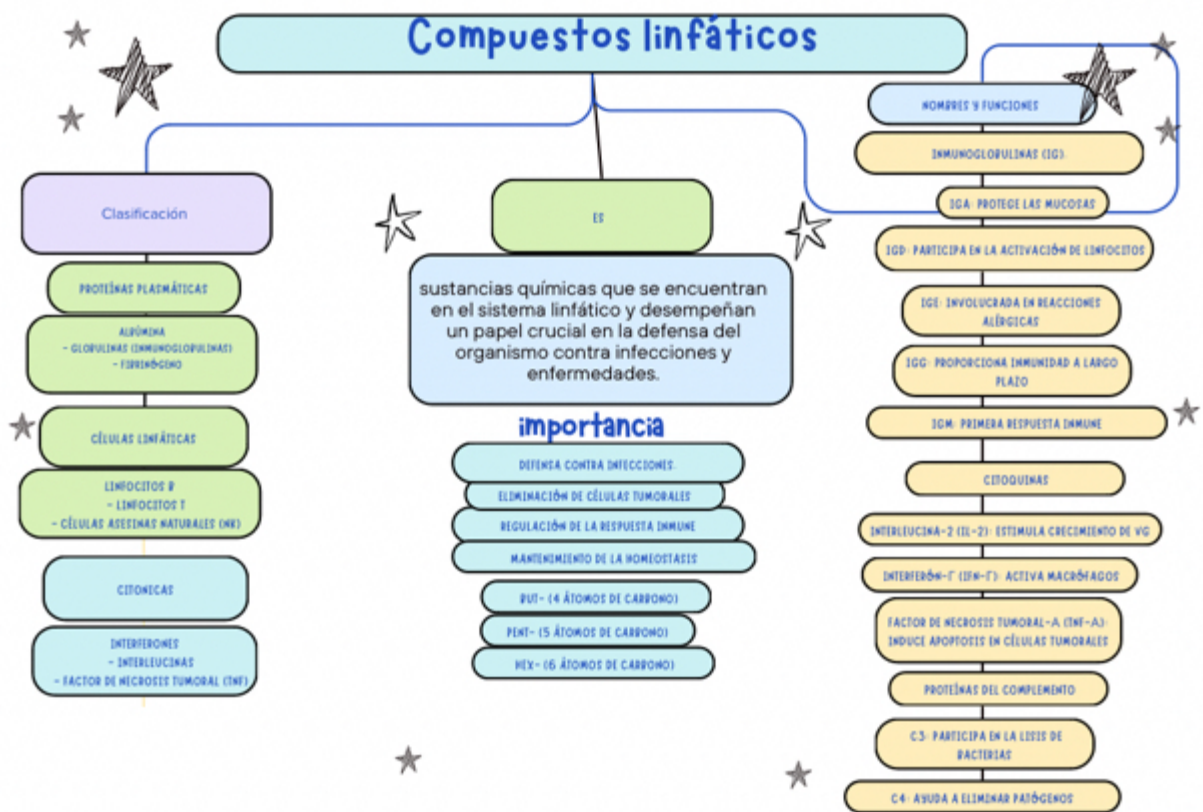 Compuestos linfáticos
Clasificación
PROTEÍNAS PLASMÁTICAS
ALBÚMINA
- GLOBULINAS (INMUNOGLOBULINAS)
- FIBRINÓGENO
CÉLULAS LINFÁTICAS
LINFOCITOS B
- LINFOCITOS T
- CÉLULAS ASESINAS NATURALES (NK)
CITONICAS
INTERFERONES
- INTERLEUCINAS
- FACTOR DE NECROSIS TUMORAL (TNF)
ES
sustancias químicas que se encuentran
en el sistema linfático y desempeñan
un papel crucial en la defensa del
organismo contra infecciones y
enfermedades.
importancia
DEFENSA CONTRA INFECCIONES.
ELIMINACIÓN DE CÉLULAS TUMORALES
REGULACIÓN DE LA RESPUESTA INMUNE
MANTENIMIENTO DE LA HOMEOSTASIS
BUT- (4 ÁTOMOS DE CARBONO)
PENT- (5 ÁTOMOS DE CARBONO)
HEX- (6 ÁTOMOS DE CARBONO)
NOMBRES Y FUNCIONES
INMUNOGLOBULINAS (IG).
IGA: PROTEGE LAS MUCOSAS
IGD: PARTICIPA EN LA ACTIVACIÓN DE LINFOCITOS
IGE: INVOLUCRADA EN REACCIONES
ALÉRGICAS
IGG: PROPORCIONA INMUNIDAD A LARGO
PLAZO
IGM: PRIMERA RESPUESTA INMUNE
CITOQUINAS
INTERLEUCINA-2 (IL-2): ESTIMULA CRECIMIENTO DE VG
INTERFERÓN-Γ (IFN-Γ): ACTIVA MACRÓFAGOS
FACTOR DE NECROSIS TUMORAL-A (TNF-A):
INDUCE APOPTOSIS EN CÉLULAS TUMORALES
PROTEÍNAS DEL COMPLEMENTO
C3: PARTICIPA EN LA LISIS DE
BACTERIAS
C4: AYUDA A ELIMINAR PATÓGENOS